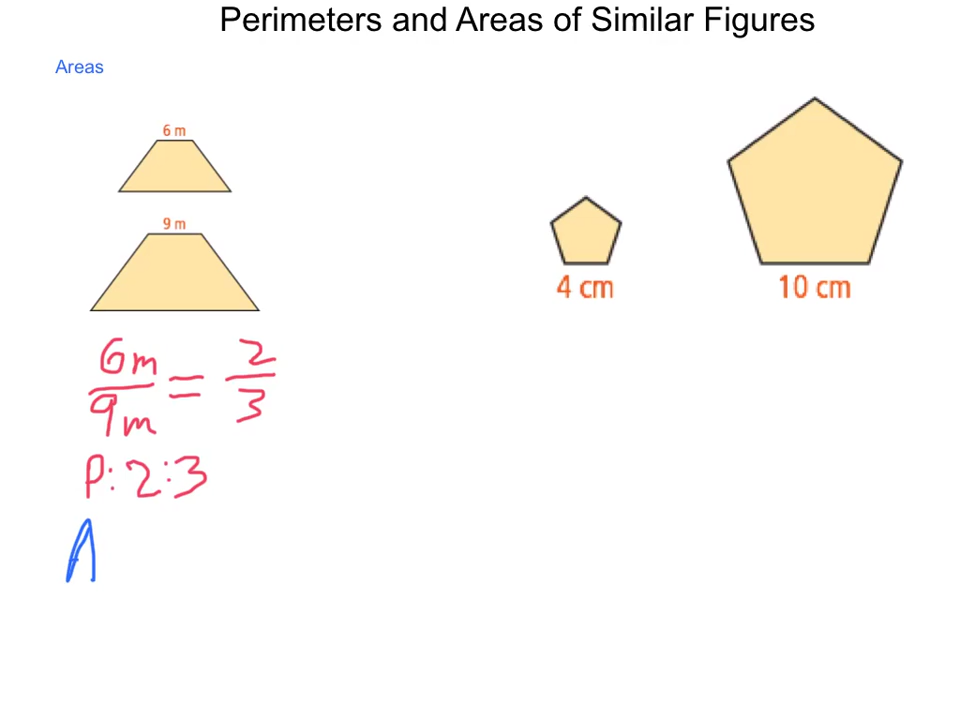 Perimeters and Areas of Similar Figures
Areas
6 m
9 m
4 cm
10 cm
6m/9m = 2/3
P: 2:3
A